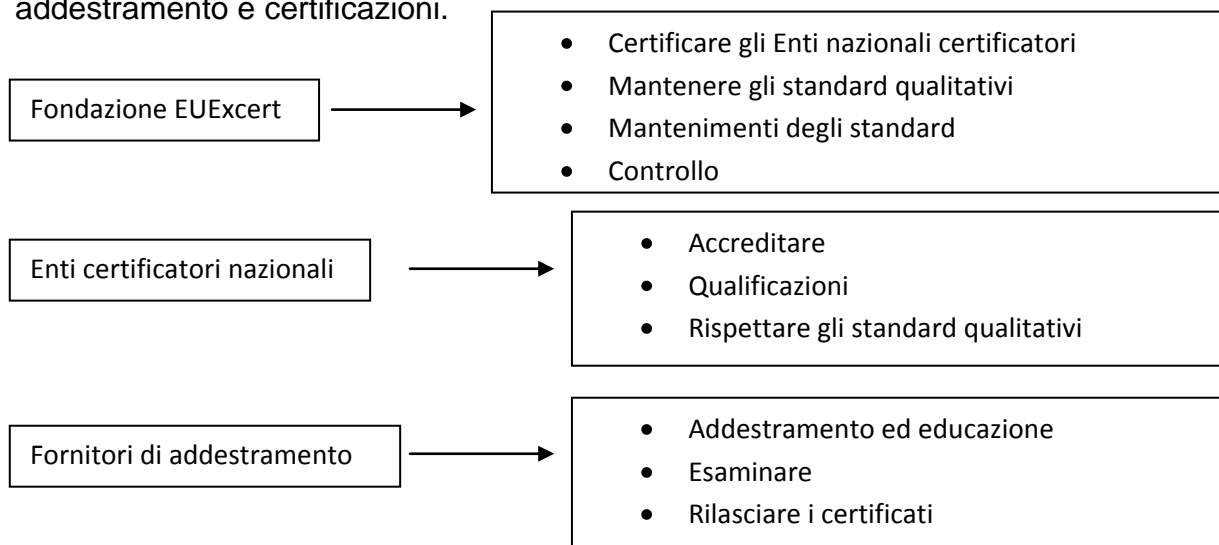 addestramento e certificazioni.
Fondazione EUExcert
• Certificare gli Enti nazionali certificatori
• Mantenere gli standard qualitativi
• Mantenimenti degli standard
• Controllo
Enti certificatori nazionali
• Accreditare
• Qualificazioni
• Rispettare gli standard qualitativi
Fornitori di addestramento
• Addestramento ed educazione
• Esaminare
• Rilasciare i certificati